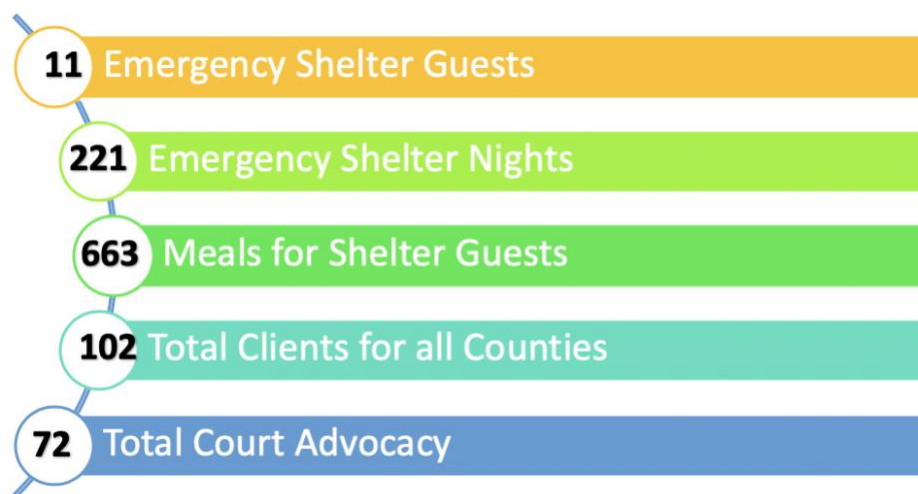 11 Emergency Shelter Guests
221 Emergency Shelter Nights
663 Meals for Shelter Guests
102 Total Clients for all Counties
72 Total Court Advocacy